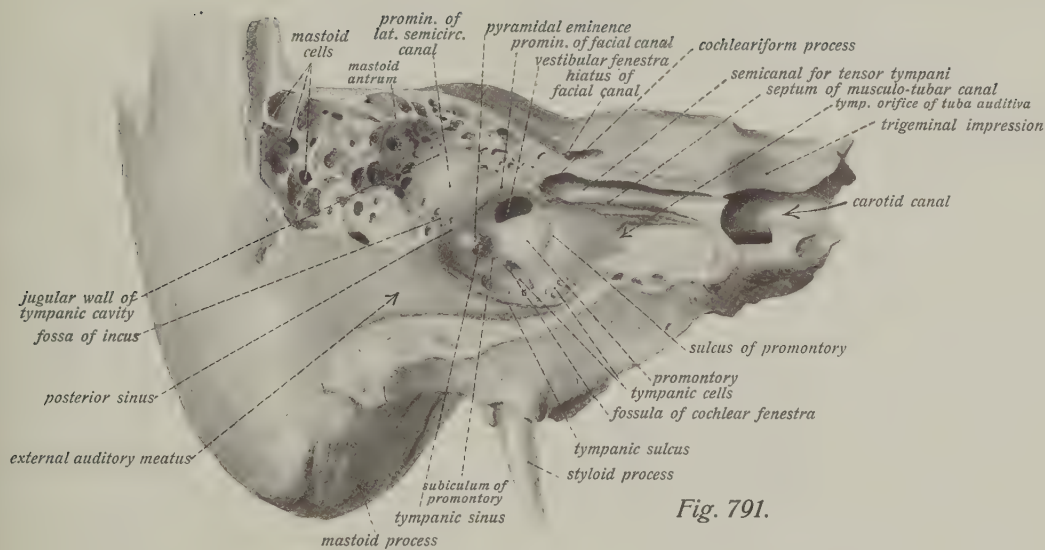 promin. of
lat. semicirc.
canal
mastoid
cells
mastoid
antrum
pyramidal eminence
promin. of facial canal
vestibular fenestra
hiatus of
facial canal
cochleariform process
semicanal for tensor tympani
septum of musculo-tubar canal
tymp. orifice of tuba auditiva
trigeminal impression
carotid canal
jugular wall of
tympanic cavity
fossa of incus
posterior sinus
external auditory meatus
sulcus of promontory
promontory
tympanic cells
fossula of cochlear fenestra
tympanic sulcus
styloid process
subiculum of
promontory
tympanic sinus
mastoid process
Fig. 791.